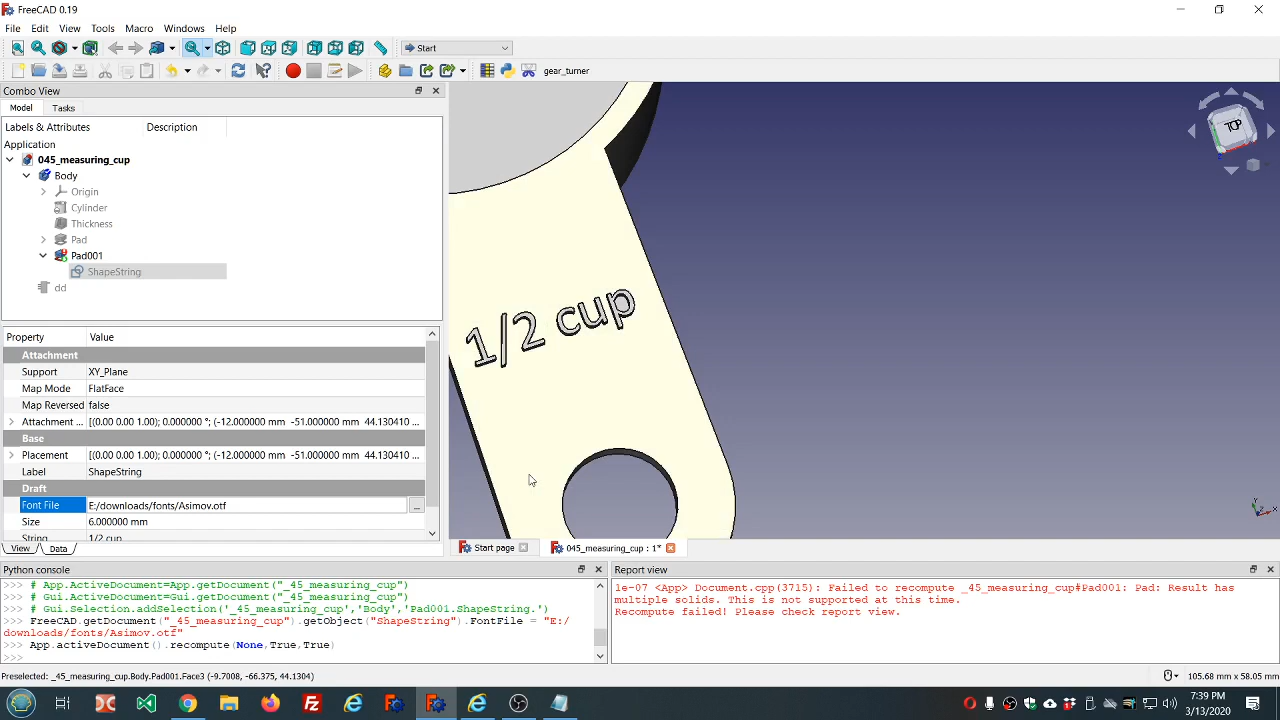 FreeCAD 0.19
File Edit View Tools Macro Windows Help
Start
gear_turner
Combo View
Model Tasks
Labels & Attributes Description
Application
045_measuring_cup
Body
Origin
Cylinder
Thickness
Pad
Pad001
ShapeString
dd
Property Value
Attachment
Support XY_Plane
Map Mode FlatFace
Map Reversed false
Attachment ... [(0.00 0.00 1.00); 0.000000 °; (-12.000000 mm -51.000000 mm 44.130410 ...
Base
Placement [(0.00 0.00 1.00); 0.000000 °; (-12.000000 mm -51.000000 mm 44.130410 ...
Label ShapeString
Draft
Font File E:/downloads/fonts/Asimov.otf ...
Size 6.000000 mm
String 1/2 cup
View Data
TOP
1/2 cup
Start page 045_measuring_cup : 1*
Python console
>>> # App.ActiveDocument=App.getDocument("_45_measuring_cup")
>>> # Gui.ActiveDocument=Gui.getDocument("_45_measuring_cup")
>>> # Gui.Selection.addSelection('_45_measuring_cup','Body','Pad001.ShapeString.')
>>> FreeCAD.getDocument("_45_measuring_cup").getObject("ShapeString").FontFile = "E:/
downloads/fonts/Asimov.otf"
>>> App.activeDocument().recompute(None,True,True)
>>>
Report view
1e-07 <App> Document.cpp(3715): Failed to recompute _45_measuring_cup#Pad001: Pad: Result has
multiple solids. This is not supported at this time.
Recompute failed! Please check report view.
Preselected: _45_measuring_cup.Body.Pad001.Face3 (-9.7008, -66.375, 44.1304)
105.68 mm x 58.05 mm
7:39 PM
3/13/2020